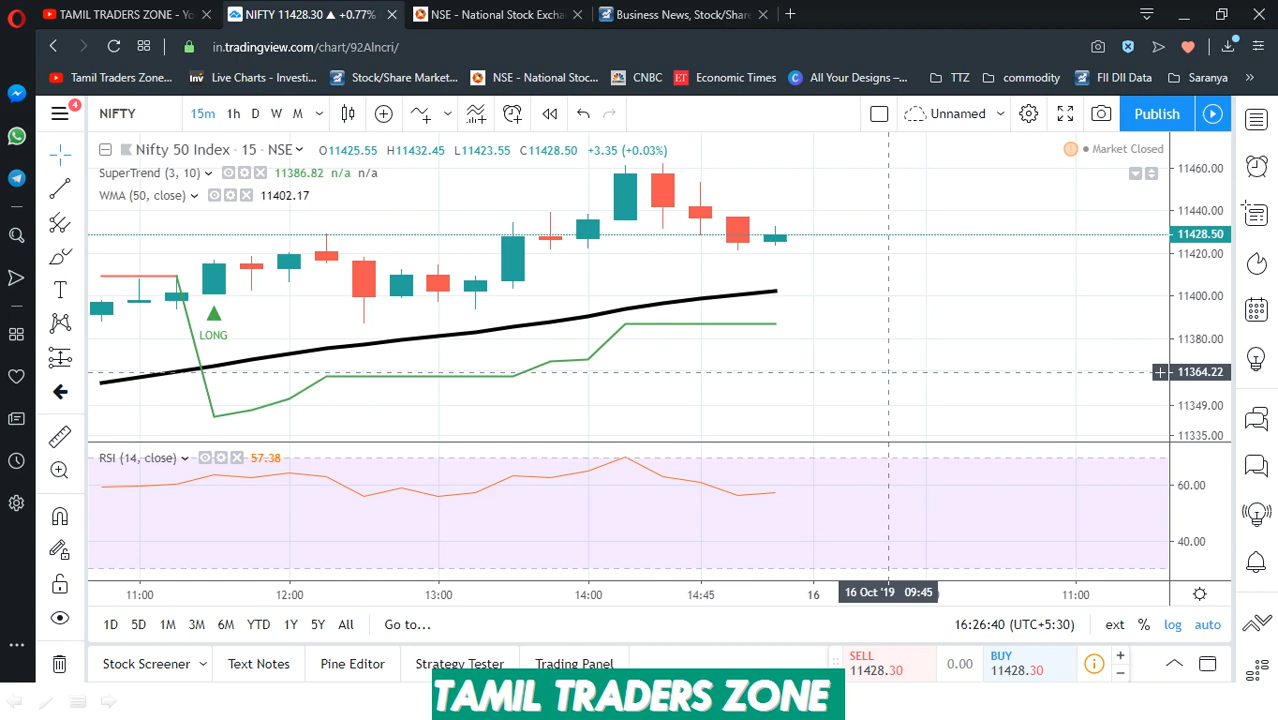 TAMIL TRADERS ZONE - Yo
NIFTY 11428.30 ▲ +0.77%
NSE - National Stock Excha
Business News, Stock/Shar
in.tradingview.com/chart/92Alncri/
Tamil Traders Zone...
Live Charts - Investi...
Stock/Share Market...
NSE - National Stoc...
CNBC
Economic Times
All Your Designs –...
TTZ
commodity
FII DII Data
Saranya
»
4
NIFTY
15m 1h D W M
Unnamed
Publish
Nifty 50 Index · 15 · NSE O11425.55 H11432.45 L11423.55 C11428.50 +3.35 (+0.03%)
Market Closed
SuperTrend (3, 10) 11386.82 n/a n/a
WMA (50, close) 11402.17
LONG
11460.00
11440.00
11428.50
11420.00
11400.00
11380.00
11364.22
11349.00
11335.00
RSI (14, close) 57.38
60.00
40.00
11:00 12:00 13:00 14:00 14:45 16 16 Oct '19 09:45 11:00
1D 5D 1M 3M 6M YTD 1Y 5Y All Go to...
16:26:40 (UTC+5:30) ext % log auto
Stock Screener Text Notes Pine Editor Strategy Tester Trading Panel
SELL
11428.30
0.00
BUY
11428.30
TAMIL TRADERS ZONE